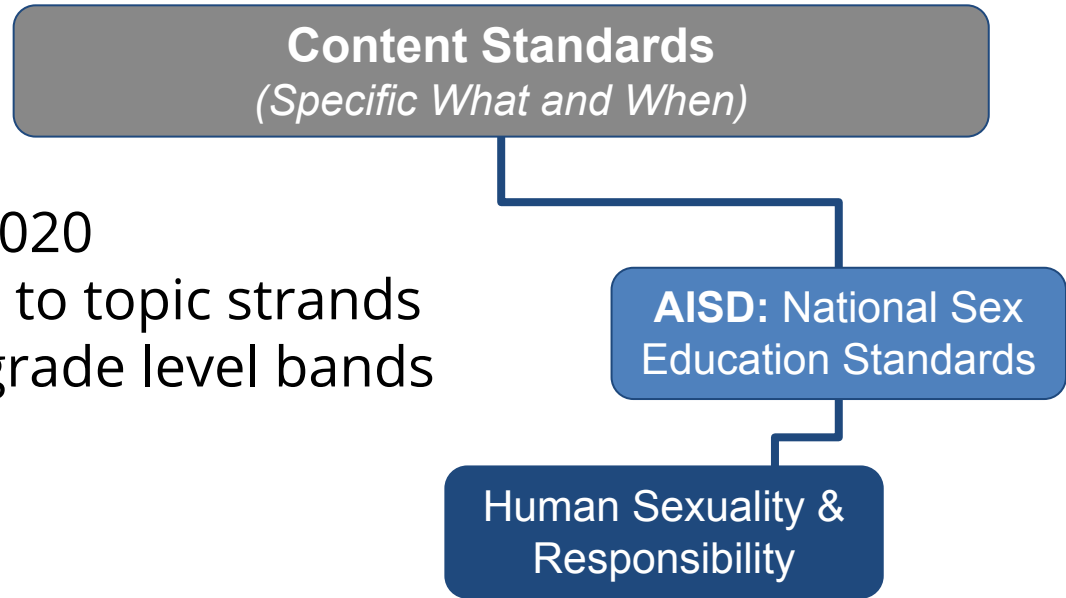 Content Standards
(Specific What and When)
020
to topic strands
grade level bands
AISD: National Sex
Education Standards
Human Sexuality &
Responsibility